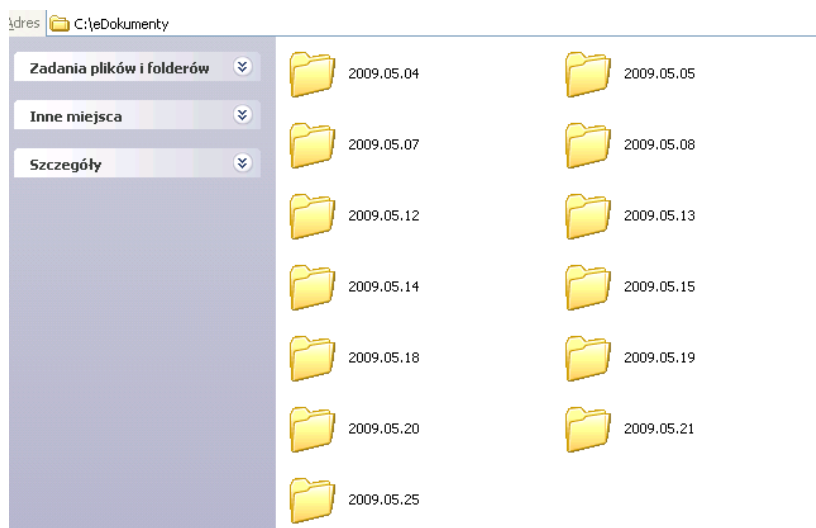 Adres C:\eDokumenty
Zadania plików i folderów
Inne miejsca
Szczegóły
2009.05.04 2009.05.05
2009.05.07 2009.05.08
2009.05.12 2009.05.13
2009.05.14 2009.05.15
2009.05.18 2009.05.19
2009.05.20 2009.05.21
2009.05.25